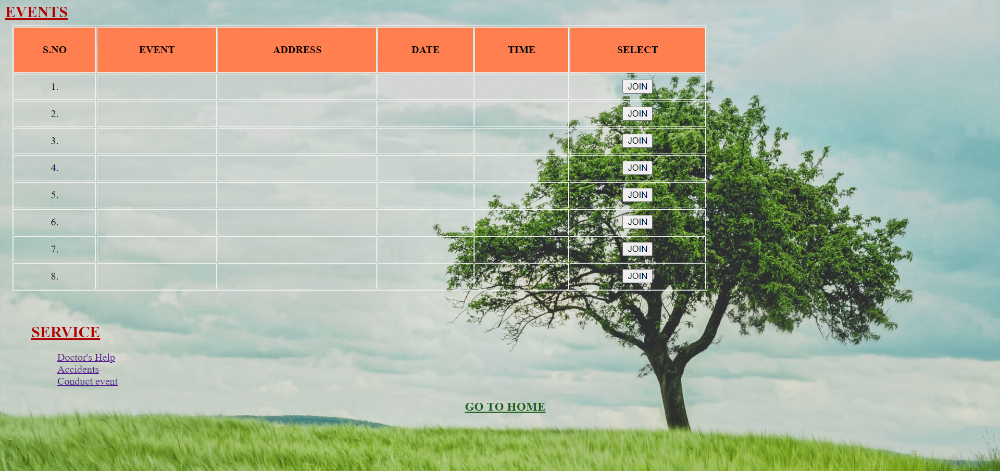 EVENTS
S.NO EVENT ADDRESS DATE TIME SELECT
1. JOIN
2. JOIN
3. JOIN
4. JOIN
5. JOIN
6. JOIN
7. JOIN
8. JOIN
SERVICE
Doctor's Help
Accidents
Conduct event
GO TO HOME